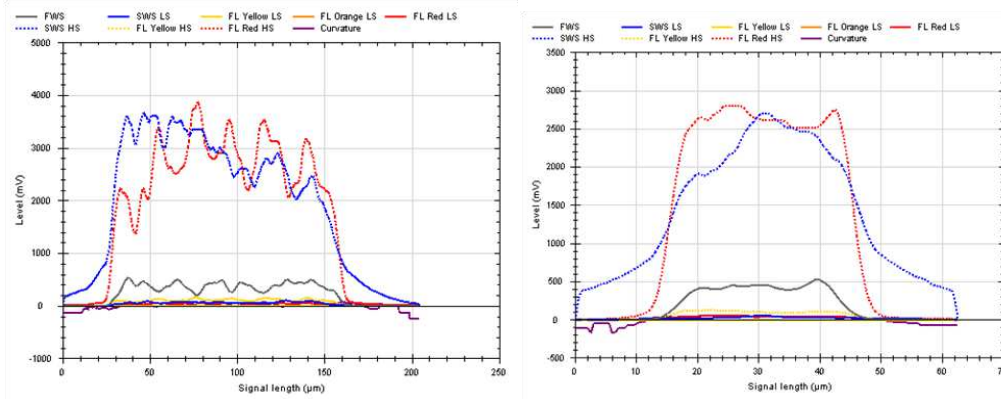 FWS SWS LS FL Yellow LS FL Orange LS FL Red LS
SWS HS FL Yellow HS FL Red HS Curvature
5000
4000
3000
2000
1000
0
-1000
Level (mV)
0 50 100 150 200 250
Signal length (µm)
FWS SWS LS FL Yellow LS FL Orange LS FL Red LS
SWS HS FL Yellow HS FL Red HS Curvature
3500
3000
2500
2000
1500
1000
500
0
-500
Level (mV)
0 10 20 30 40 50 60 70
Signal length (µm)